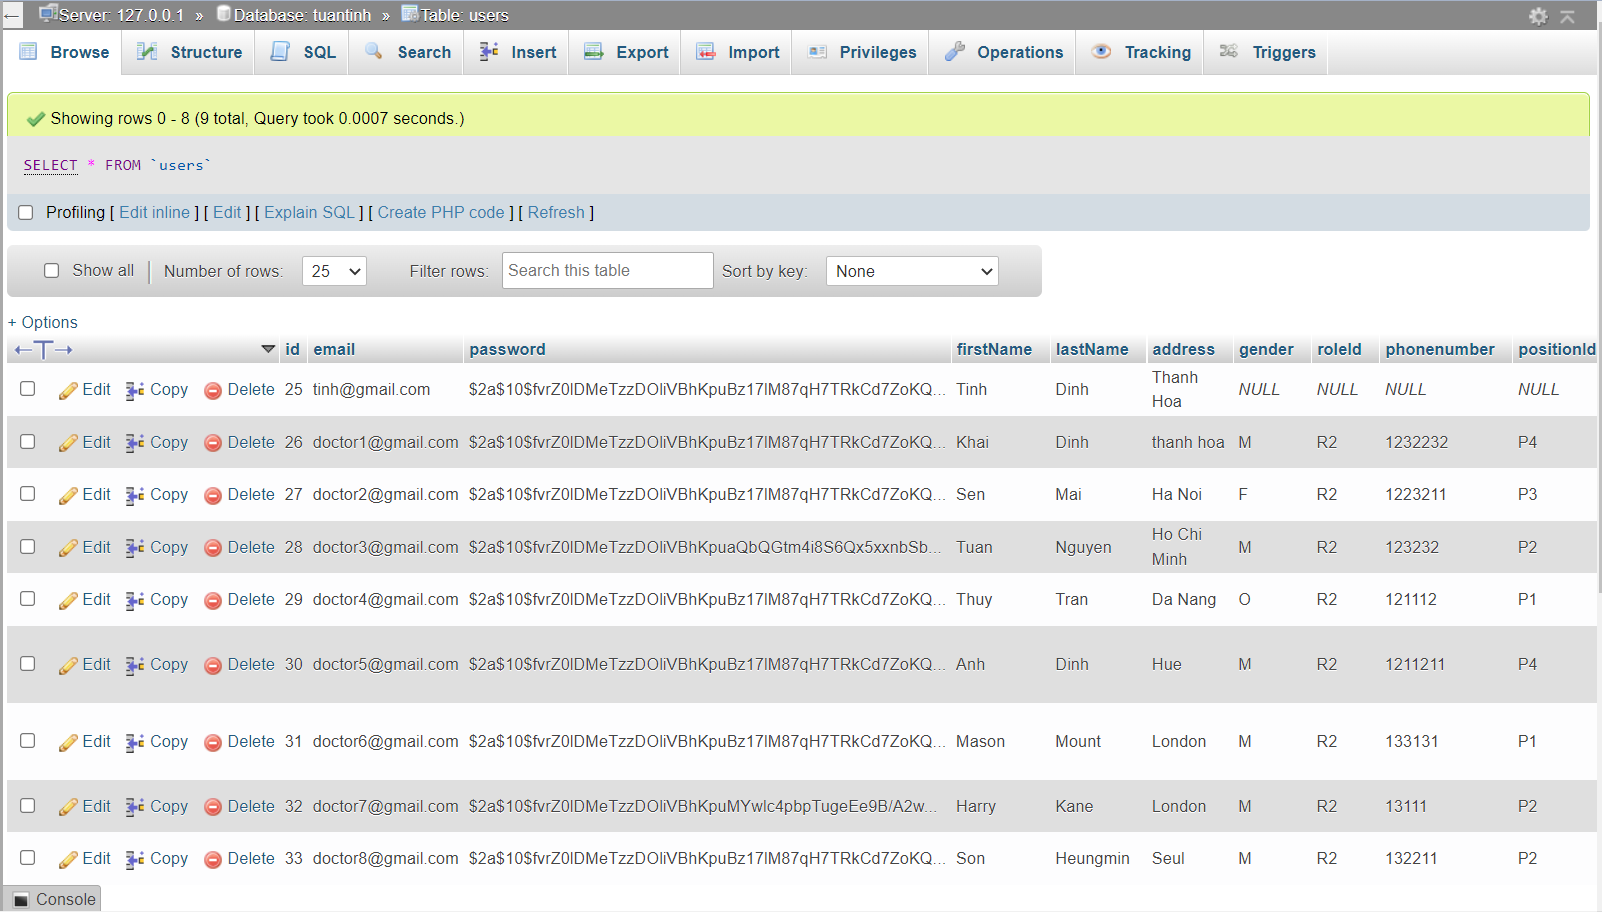 ← Server: 127.0.0.1 » Database: tuantinh » Table: users
Browse Structure SQL Search Insert Export Import Privileges Operations Tracking Triggers
Showing rows 0 - 8 (9 total, Query took 0.0007 seconds.)
SELECT * FROM `users`
Profiling [ Edit inline ] [ Edit ] [ Explain SQL ] [ Create PHP code ] [ Refresh ]
Show all Number of rows: 25 Filter rows: Search this table Sort by key: None
+ Options
←T→ id email password firstName lastName address gender roleId phonenumber positionId
Edit Copy Delete 25 tinh@gmail.com $2a$10$fvrZ0lDMeTzzDOliVBhKpuBz17lM87qH7TRkCd7ZoKQ... Tinh Dinh Thanh Hoa NULL NULL NULL NULL
Edit Copy Delete 26 doctor1@gmail.com $2a$10$fvrZ0lDMeTzzDOliVBhKpuBz17lM87qH7TRkCd7ZoKQ... Khai Dinh thanh hoa M R2 1232232 P4
Edit Copy Delete 27 doctor2@gmail.com $2a$10$fvrZ0lDMeTzzDOliVBhKpuBz17lM87qH7TRkCd7ZoKQ... Sen Mai Ha Noi F R2 1223211 P3
Edit Copy Delete 28 doctor3@gmail.com $2a$10$fvrZ0lDMeTzzDOliVBhKpuaQbQGtm4i8S6Qx5xxnbSb... Tuan Nguyen Ho Chi Minh M R2 123232 P2
Edit Copy Delete 29 doctor4@gmail.com $2a$10$fvrZ0lDMeTzzDOliVBhKpuBz17lM87qH7TRkCd7ZoKQ... Thuy Tran Da Nang O R2 121112 P1
Edit Copy Delete 30 doctor5@gmail.com $2a$10$fvrZ0lDMeTzzDOliVBhKpuBz17lM87qH7TRkCd7ZoKQ... Anh Dinh Hue M R2 1211211 P4
Edit Copy Delete 31 doctor6@gmail.com $2a$10$fvrZ0lDMeTzzDOliVBhKpuBz17lM87qH7TRkCd7ZoKQ... Mason Mount London M R2 133131 P1
Edit Copy Delete 32 doctor7@gmail.com $2a$10$fvrZ0lDMeTzzDOliVBhKpuMYwlc4pbpTugeEe9B/A2w... Harry Kane London M R2 13111 P2
Edit Copy Delete 33 doctor8@gmail.com $2a$10$fvrZ0lDMeTzzDOliVBhKpuBz17lM87qH7TRkCd7ZoKQ... Son Heungmin Seul M R2 132211 P2
Console